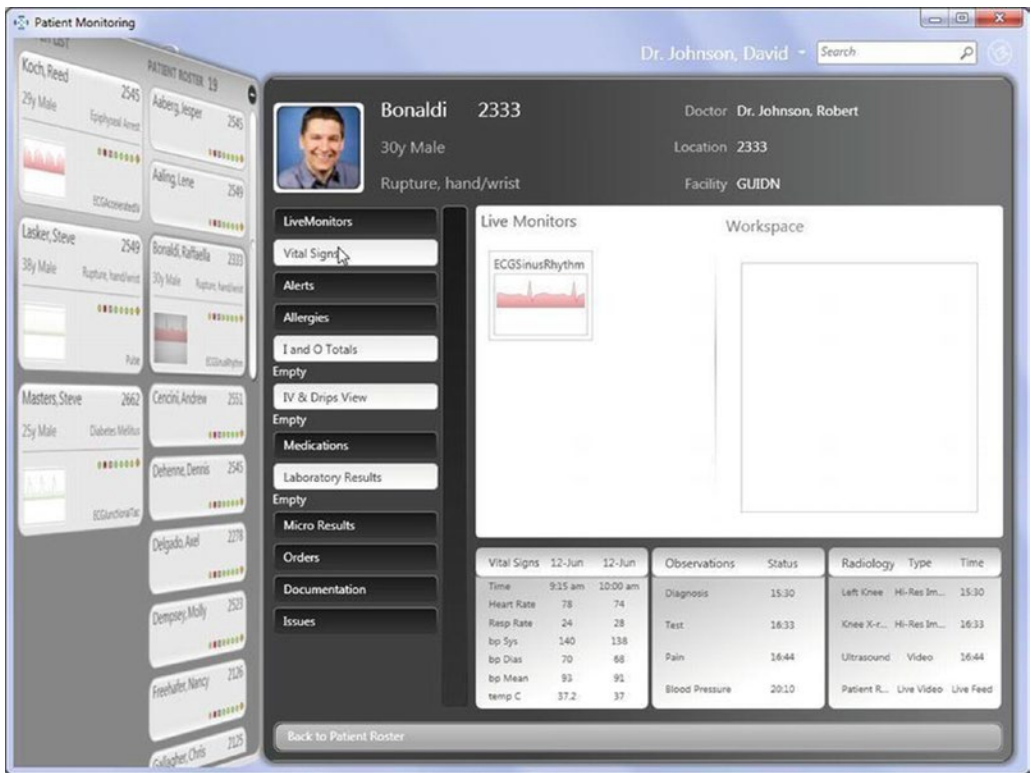 Patient Monitoring
Dr. Johnson, David
Search
LIST
Koch, Reed
2545
29y Male
Epiphyseal Arrest
Lasker, Steve
2549
38y Male
Rupture, hand/wrist
Pulse
Masters, Steve
2662
25y Male
Diabetes Mellitus
PATIENT ROSTER 19
Aaberg, Jesper
2545
Aaling, Lene
2549
Bonaldi, Raffaella
2333
30y Male
Rupture, hand/wrist
ECGSinusRhythm
Cencini, Andrew
2551
Dehenne, Dennis
2545
Delgado, Axel
2278
Dempsey, Molly
2523
Freehafer, Nancy
2126
Gallagher, Chris
2125
Bonaldi 2333
30y Male
Rupture, hand/wrist
Doctor Dr. Johnson, Robert
Location 2333
Facility GUIDN
LiveMonitors
Vital Signs
Alerts
Allergies
I and O Totals
Empty
IV & Drips View
Empty
Medications
Laboratory Results
Empty
Micro Results
Orders
Documentation
Issues
Live Monitors
ECGSinusRhythm
Workspace
Vital Signs 12-Jun 12-Jun
Time 9:15 am 10:00 am
Heart Rate 78 74
Resp Rate 24 28
bp Sys 140 138
bp Dias 70 68
bp Mean 93 91
temp C 37.2 37
Observations Status
Diagnosis 15:30
Test 16:33
Pain 16:44
Blood Pressure 20:10
Radiology Type Time
Left Knee Hi-Res Im... 15:30
Knee X-r... Hi-Res Im... 16:33
Ultrasound Video 16:44
Patient R... Live Video Live Feed
Back to Patient Roster